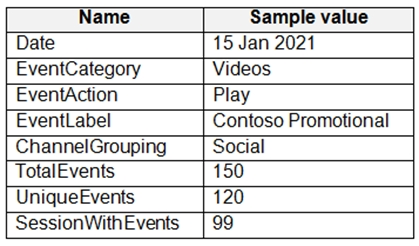 Name Sample value
Date 15 Jan 2021
EventCategory Videos
EventAction Play
EventLabel Contoso Promotional
ChannelGrouping Social
TotalEvents 150
UniqueEvents 120
SessionWithEvents 99